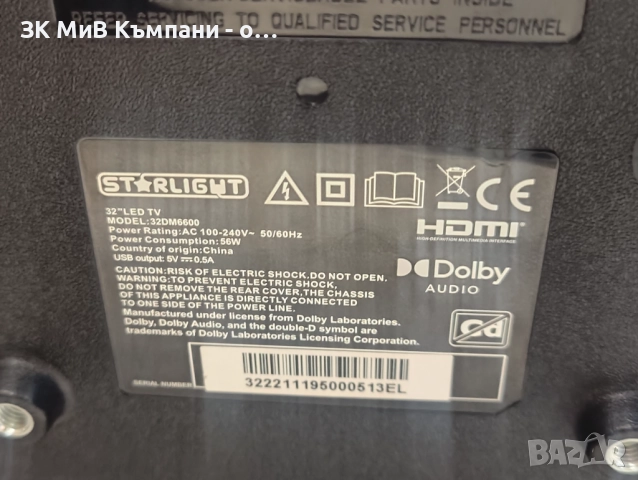 ЗК МиВ Къмпани - о...
PARTS INSIDE
REFER SERVICING TO QUALIFIED SERVICE PERSONNEL
STARLIGHT
32"LED TV
MODEL:32DM6600
Power Rating:AC 100-240V~ 50/60Hz
Power Consumption:56W
Country of origin:China
USB output: 5V⎓0.5A
CE
HDMI
HIGH-DEFINITION MULTIMEDIA INTERFACE
Dolby
AUDIO
CAUTION:RISK OF ELECTRIC SHOCK.DO NOT OPEN.
WARNING:TO PREVENT ELECTRIC SHOCK,
DO NOT REMOVE THE REAR COVER,THE CHASSIS
OF THIS APPLIANCE IS DIRECTLY CONNECTED
TO ONE SIDE OF THE POWER LINE.
Manufactured under license from Dolby Laboratories.
Dolby, Dolby Audio, and the double-D symbol are
trademarks of Dolby Laboratories Licensing Corporation.
Cd
SERIAL NUMBER
322211195000513EL
bazar